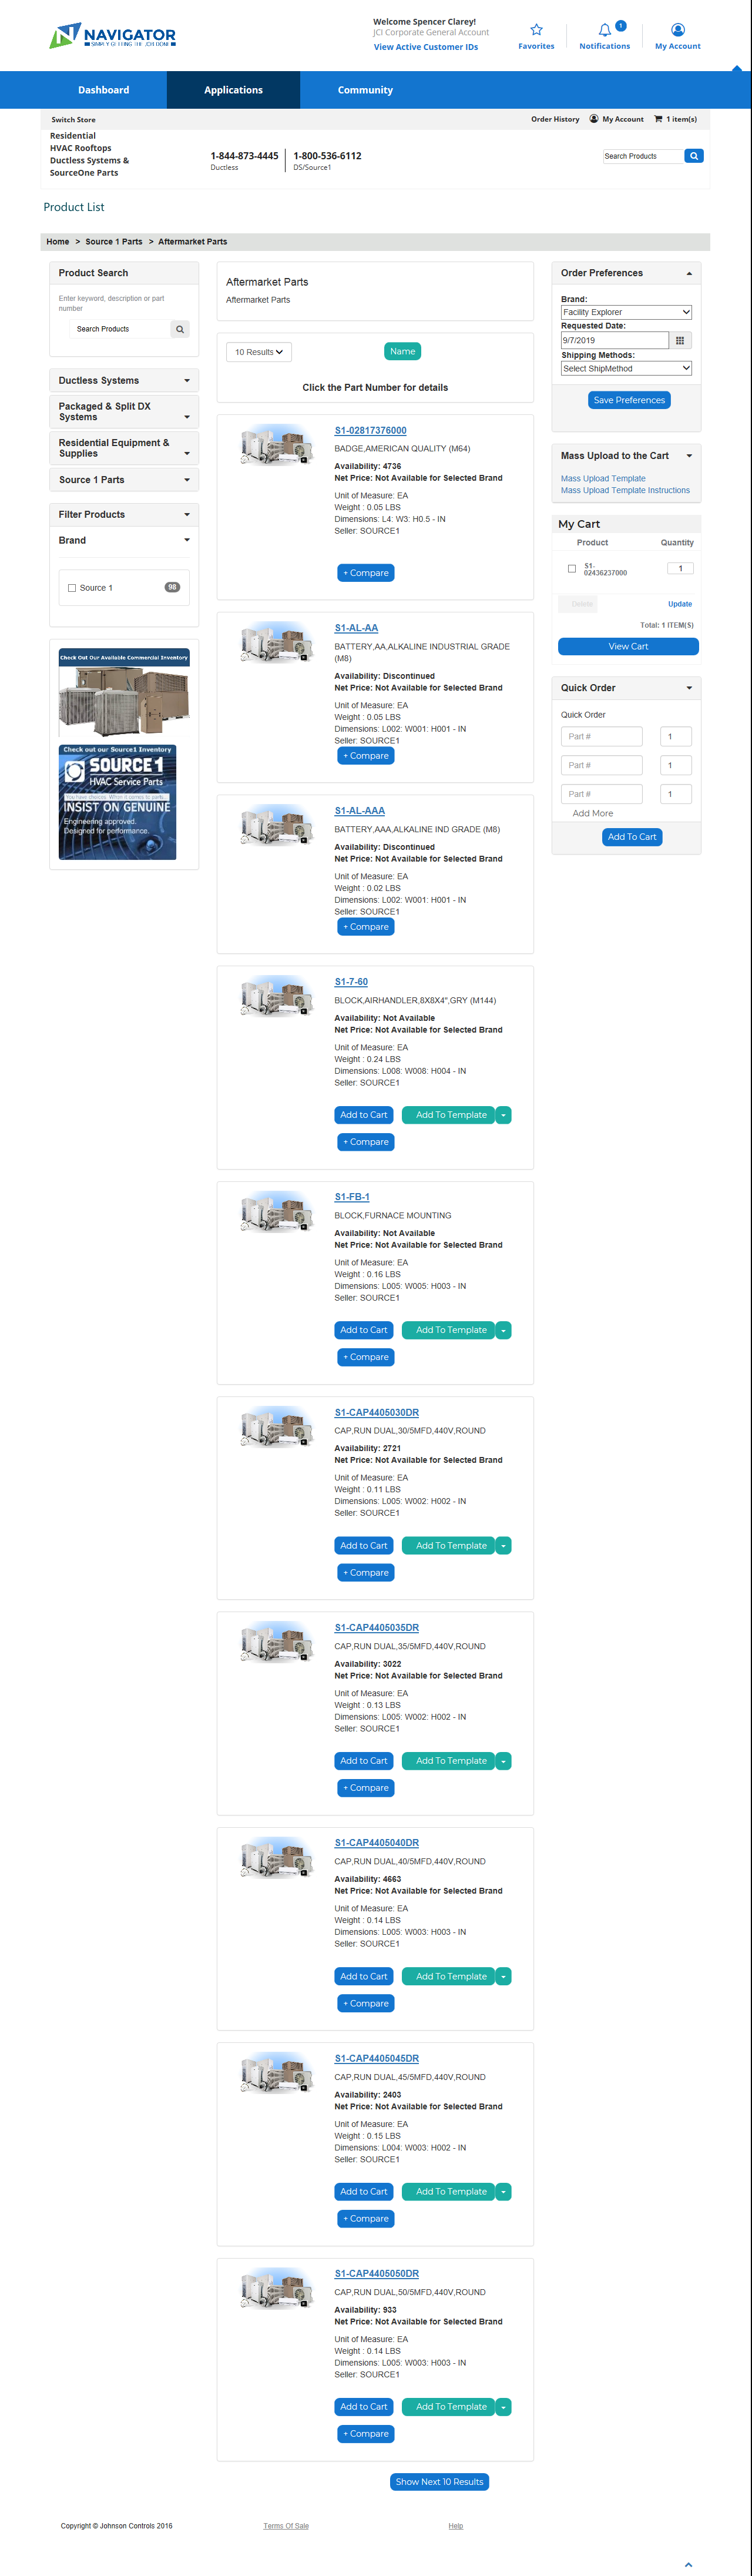 NAVIGATOR
SIMPLY GETTING THE JOB DONE
Welcome Spencer Clarey!
JCI Corporate General Account
View Active Customer IDs
Favorites
1
Notifications
My Account
Dashboard
Applications
Community
Switch Store
Order History
My Account
1 item(s)
Residential
HVAC Rooftops
Ductless Systems &
SourceOne Parts
1-844-873-4445
Ductless
1-800-536-6112
DS/Source1
Search Products
Product List
Home > Source 1 Parts > Aftermarket Parts
Product Search
Enter keyword, description or part
number
Search Products
Ductless Systems
Packaged & Split DX
Systems
Residential Equipment &
Supplies
Source 1 Parts
Filter Products
Brand
Source 1
98
Check Out Our Available Commercial Inventory
Check out our Source1 Inventory
SOURCE 1
HVAC Service Parts
You have choices. When it comes to parts...
INSIST ON GENUINE
Engineering approved.
Designed for performance.
Aftermarket Parts
Aftermarket Parts
10 Results
Name
Click the Part Number for details
S1-02817376000
BADGE,AMERICAN QUALITY (M64)
Availability: 4736
Net Price: Not Available for Selected Brand
Unit of Measure: EA
Weight : 0.05 LBS
Dimensions: L4: W3: H0.5 - IN
Seller: SOURCE1
+ Compare
S1-AL-AA
BATTERY,AA,ALKALINE INDUSTRIAL GRADE
(M8)
Availability: Discontinued
Net Price: Not Available for Selected Brand
Unit of Measure: EA
Weight : 0.05 LBS
Dimensions: L002: W001: H001 - IN
Seller: SOURCE1
+ Compare
S1-AL-AAA
BATTERY,AAA,ALKALINE IND GRADE (M8)
Availability: Discontinued
Net Price: Not Available for Selected Brand
Unit of Measure: EA
Weight : 0.02 LBS
Dimensions: L002: W001: H001 - IN
Seller: SOURCE1
+ Compare
S1-7-60
BLOCK,AIRHANDLER,8X8X4",GRY (M144)
Availability: Not Available
Net Price: Not Available for Selected Brand
Unit of Measure: EA
Weight : 0.24 LBS
Dimensions: L008: W008: H004 - IN
Seller: SOURCE1
Add to Cart
Add To Template
+ Compare
S1-FB-1
BLOCK,FURNACE MOUNTING
Availability: Not Available
Net Price: Not Available for Selected Brand
Unit of Measure: EA
Weight : 0.16 LBS
Dimensions: L005: W005: H003 - IN
Seller: SOURCE1
Add to Cart
Add To Template
+ Compare
S1-CAP4405030DR
CAP,RUN DUAL,30/5MFD,440V,ROUND
Availability: 2721
Net Price: Not Available for Selected Brand
Unit of Measure: EA
Weight : 0.11 LBS
Dimensions: L005: W002: H002 - IN
Seller: SOURCE1
Add to Cart
Add To Template
+ Compare
S1-CAP4405035DR
CAP,RUN DUAL,35/5MFD,440V,ROUND
Availability: 3022
Net Price: Not Available for Selected Brand
Unit of Measure: EA
Weight : 0.13 LBS
Dimensions: L005: W002: H002 - IN
Seller: SOURCE1
Add to Cart
Add To Template
+ Compare
S1-CAP4405040DR
CAP,RUN DUAL,40/5MFD,440V,ROUND
Availability: 4663
Net Price: Not Available for Selected Brand
Unit of Measure: EA
Weight : 0.14 LBS
Dimensions: L005: W003: H003 - IN
Seller: SOURCE1
Add to Cart
Add To Template
+ Compare
S1-CAP4405045DR
CAP,RUN DUAL,45/5MFD,440V,ROUND
Availability: 2403
Net Price: Not Available for Selected Brand
Unit of Measure: EA
Weight : 0.15 LBS
Dimensions: L004: W003: H002 - IN
Seller: SOURCE1
Add to Cart
Add To Template
+ Compare
S1-CAP4405050DR
CAP,RUN DUAL,50/5MFD,440V,ROUND
Availability: 933
Net Price: Not Available for Selected Brand
Unit of Measure: EA
Weight : 0.14 LBS
Dimensions: L005: W003: H003 - IN
Seller: SOURCE1
Add to Cart
Add To Template
+ Compare
Show Next 10 Results
Order Preferences
Brand:
Facility Explorer
Requested Date:
9/7/2019
Shipping Methods:
Select ShipMethod
Save Preferences
Mass Upload to the Cart
Mass Upload Template
Mass Upload Template Instructions
My Cart
Product Quantity
S1-
02436237000
1
Delete
Update
Total: 1 ITEM(S)
View Cart
Quick Order
Quick Order
Part # 1
Part # 1
Part # 1
Add More
Add To Cart
Copyright © Johnson Controls 2016
Terms Of Sale
Help